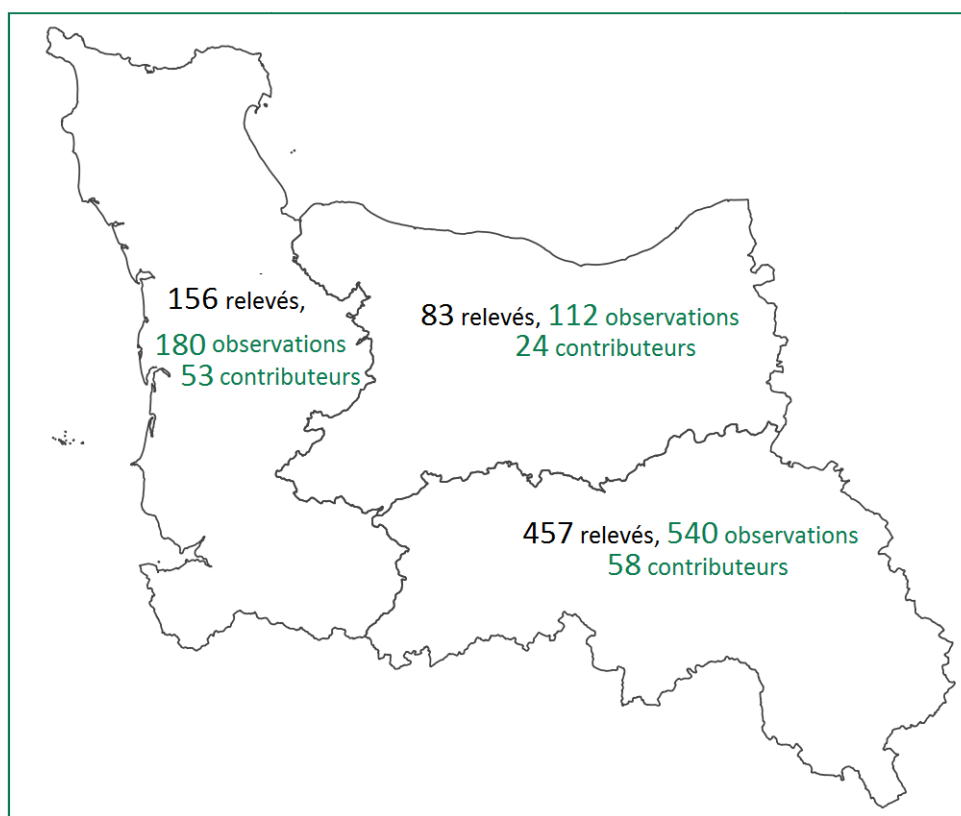 156 relevés,
180 observations
53 contributeurs
83 relevés, 112 observations
24 contributeurs
457 relevés, 540 observations
58 contributeurs